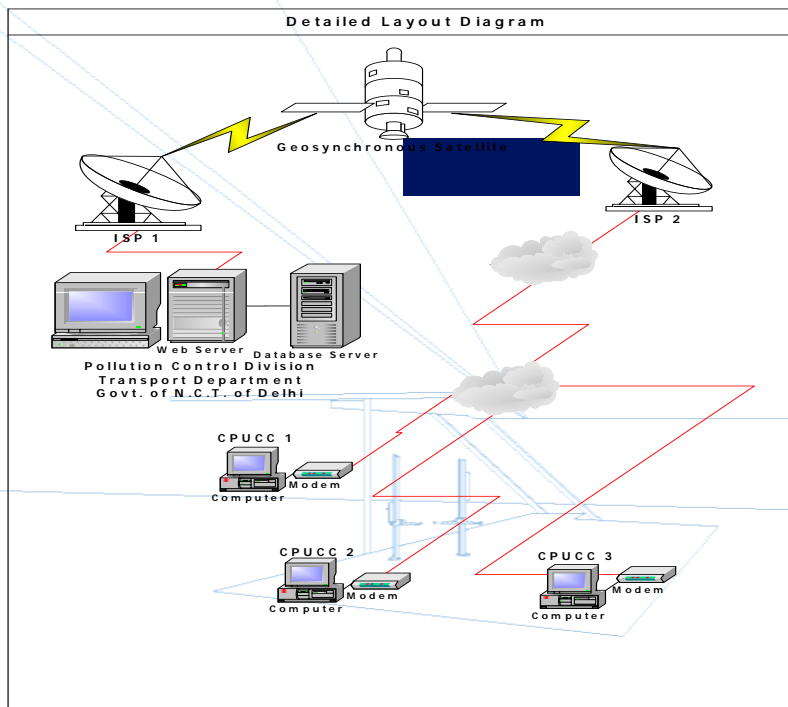 Detailed Layout Diagram
Geosynchronous Satellite
ISP 1
ISP 2
Web Server
Database Server
Pollution Control Division
Transport Department
Govt. of N.C.T. of Delhi
CPUCC 1
Modem
Computer
CPUCC 2
Modem
Computer
CPUCC 3
Modem
Computer